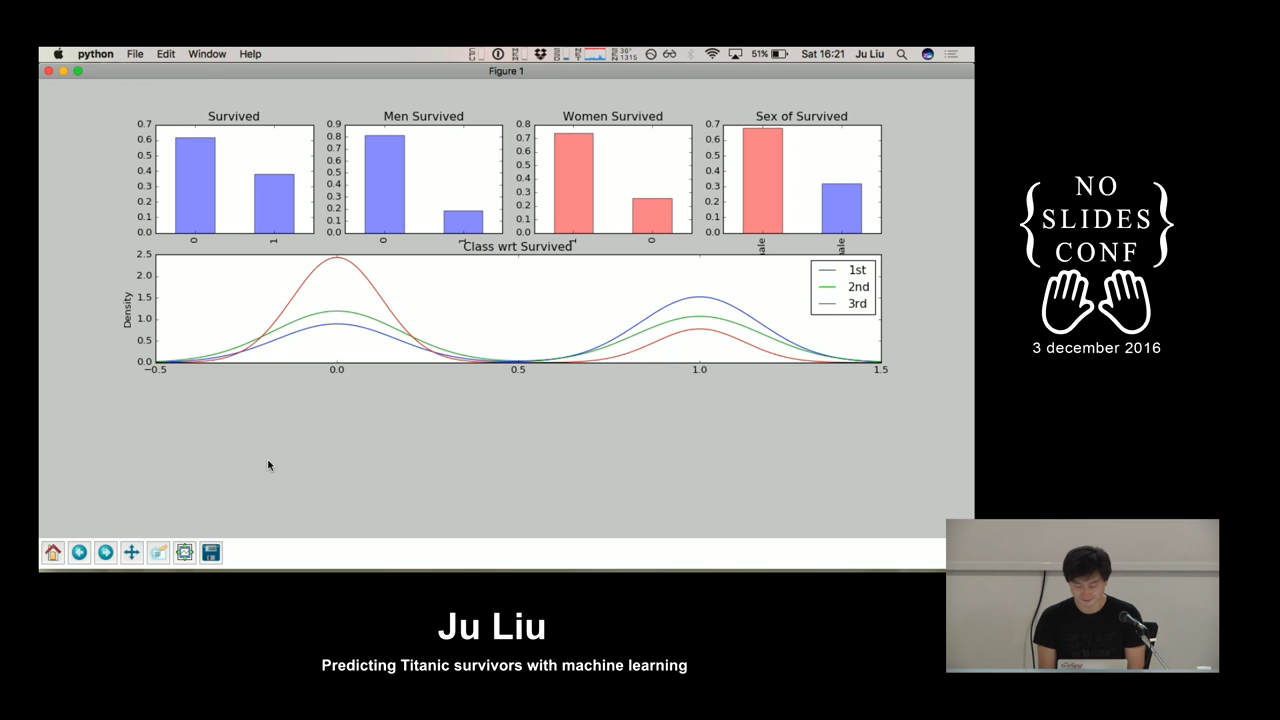 python File Edit Window Help
51% Sat 16:21 Ju Liu
Figure 1
Survived
Men Survived
Women Survived
Sex of Survived
0.7
0.6
0.5
0.4
0.3
0.2
0.1
0.0
0 1
0.9
0.8
0.7
0.6
0.5
0.4
0.3
0.2
0.1
0.0
0 1
0.8
0.7
0.6
0.5
0.4
0.3
0.2
0.1
0.0
1 0
0.7
0.6
0.5
0.4
0.3
0.2
0.1
0.0
Class wrt Survived
Density
2.5
2.0
1.5
1.0
0.5
0.0
−0.5 0.0 0.5 1.0 1.5
1st
2nd
3rd
NO
SLIDES
CONF
3 december 2016
Ju Liu
Predicting Titanic survivors with machine learning